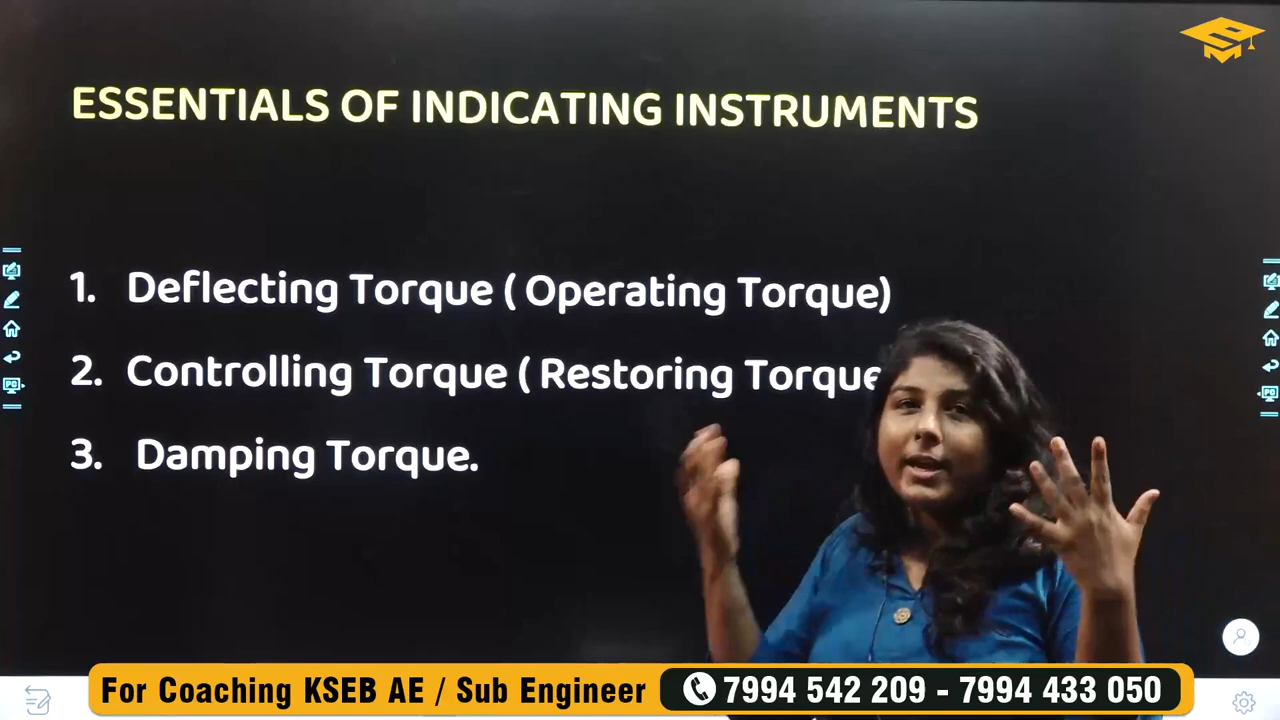 ESSENTIALS OF INDICATING INSTRUMENTS
1. Deflecting Torque ( Operating Torque)
2. Controlling Torque ( Restoring Torque
3. Damping Torque.
For Coaching KSEB AE / Sub Engineer 7994 542 209 - 7994 433 050